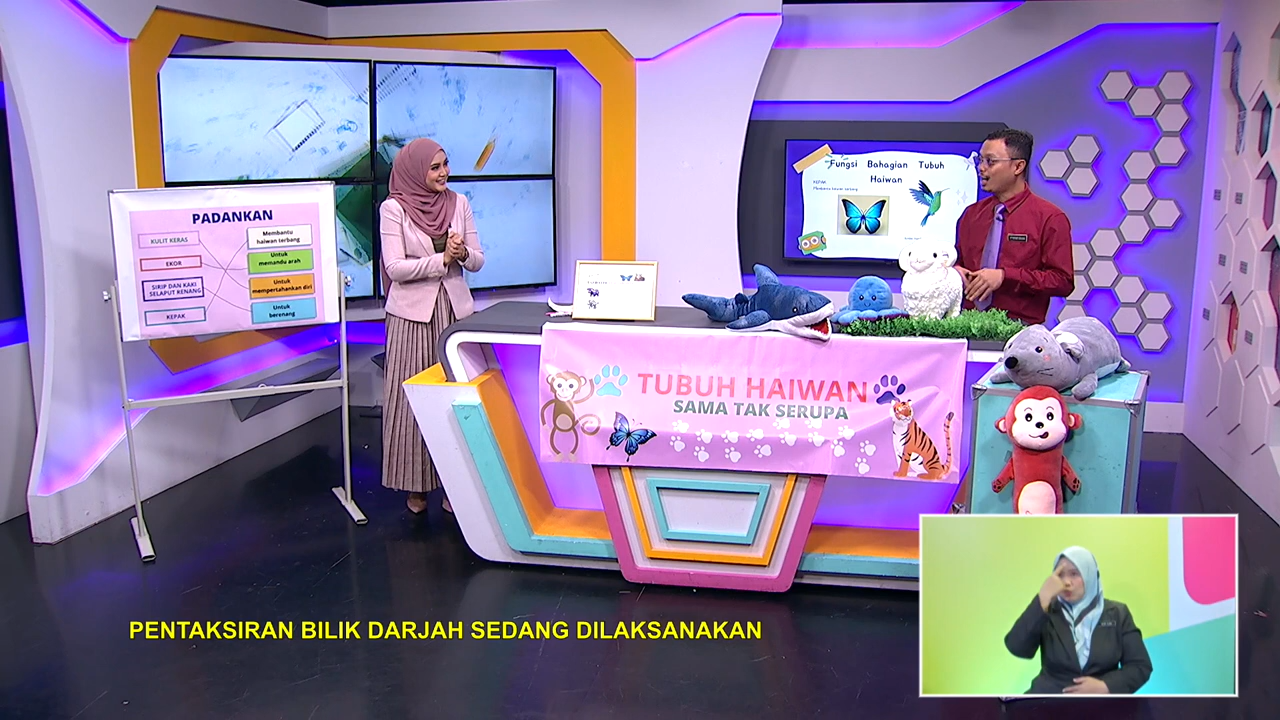 PADANKAN
KULIT KERAS
EKOR
SIRIP DAN KAKI
SELAPUT RENANG
KEPAK
Membantu
haiwan terbang
Untuk
memandu arah
Untuk
mempertahankan diri
Untuk
berenang
Fungsi Bahagian Tubuh
Haiwan
KEPAK
TUBUH HAIWAN
SAMA TAK SERUPA
PENTAKSIRAN BILIK DARJAH SEDANG DILAKSANAKAN